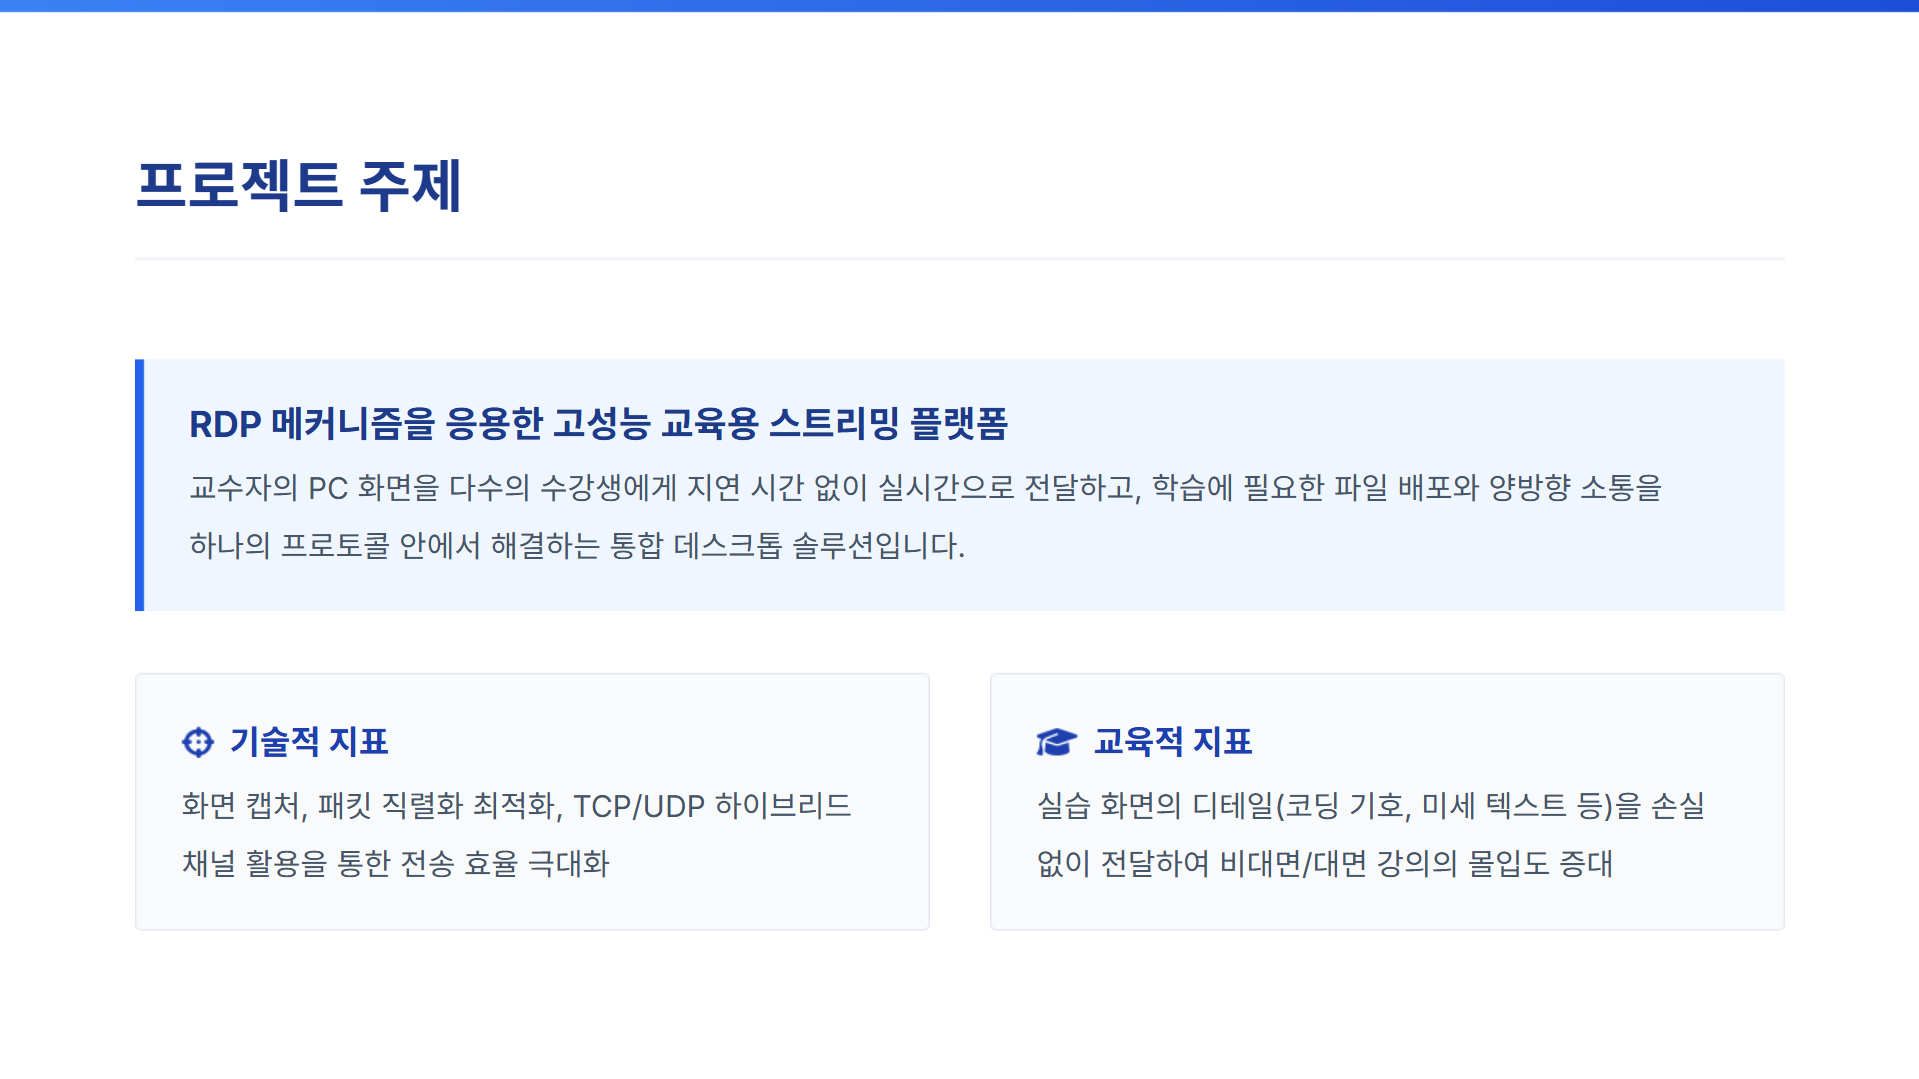 프로젝트 주제
RDP 메커니즘을 응용한 고성능 교육용 스트리밍 플랫폼
교수자의 PC 화면을 다수의 수강생에게 지연 시간 없이 실시간으로 전달하고, 학습에 필요한 파일 배포와 양방향 소통을
하나의 프로토콜 안에서 해결하는 통합 데스크톱 솔루션입니다.
기술적 지표
화면 캡처, 패킷 직렬화 최적화, TCP/UDP 하이브리드
채널 활용을 통한 전송 효율 극대화
교육적 지표
실습 화면의 디테일(코딩 기호, 미세 텍스트 등)을 손실
없이 전달하여 비대면/대면 강의의 몰입도 증대